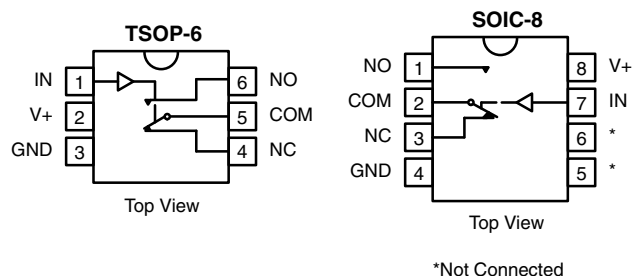 TSOP-6
IN 1 6 NO
V+ 2 5 COM
GND 3 4 NC
Top View
SOIC-8
NO 1 8 V+
COM 2 7 IN
NC 3 6 *
GND 4 5 *
Top View
*Not Connected